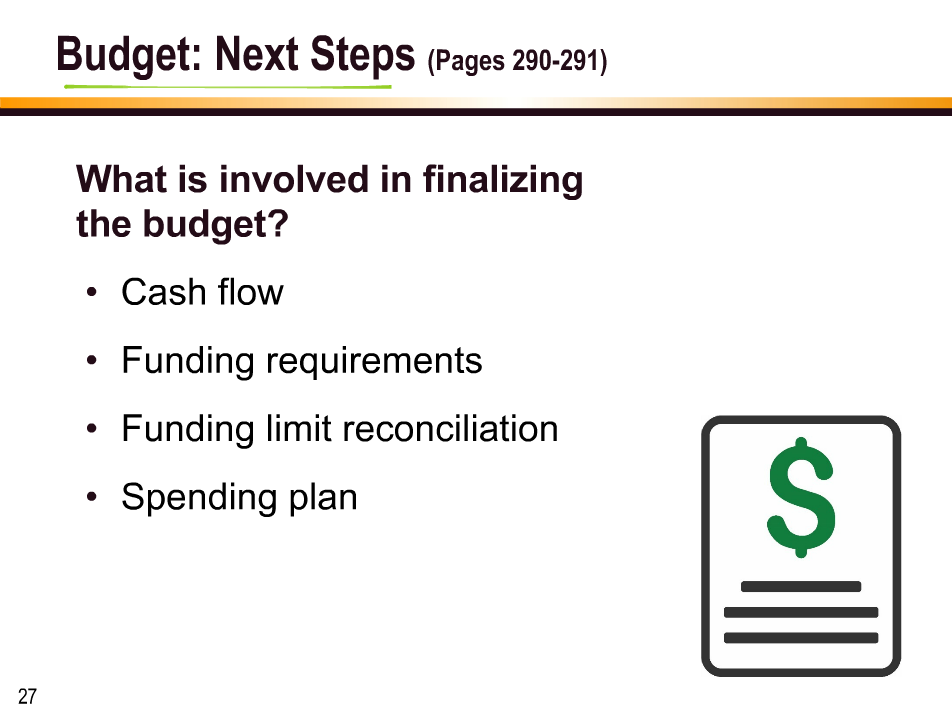 Budget: Next Steps (Pages 290-291)
What is involved in finalizing
the budget?
• Cash flow
• Funding requirements
• Funding limit reconciliation
• Spending plan
$
27